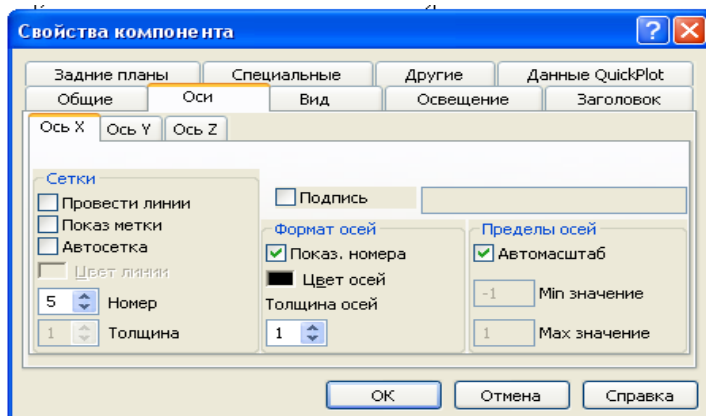 Свойства компонента
Задние планы Специальные Другие Данные QuickPlot
Общие Оси Вид Освещение Заголовок
Ось X Ось Y Ось Z
Сетки
Провести линии
Показ метки
Автосетка
Цвет линии
5 Номер
1 Толщина
Подпись
Формат осей
Показ. номера
Цвет осей
Толщина осей
1
Пределы осей
Автомасштаб
-1 Min значение
1 Max значение
OK Отмена Справка